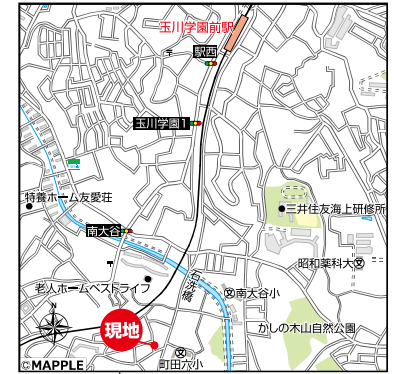 玉川学園前駅
駅西
玉川学園1
特養ホーム友愛荘
三井住友海上研修所
南大谷
昭和薬科大
老人ホームベストライフ
石洗橋
南大谷小
N
かしの木山自然公園
現地
町田六小
©MAPPLE